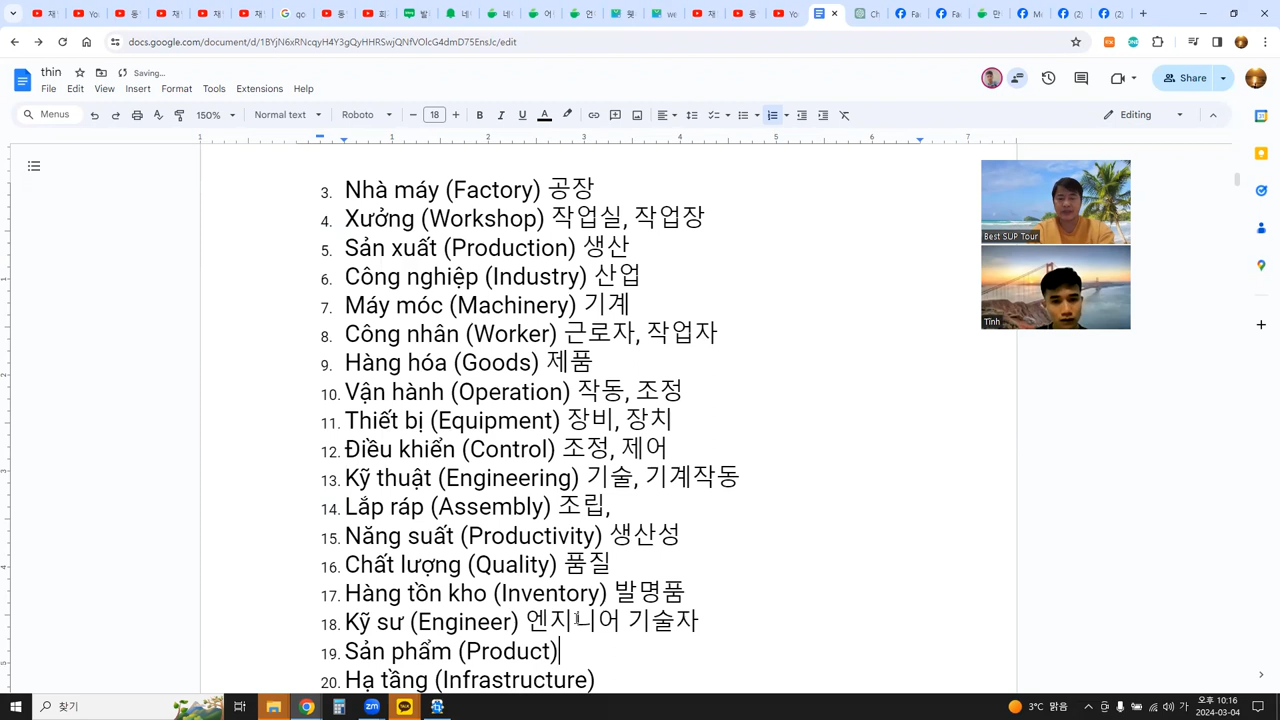 docs.google.com/document/d/1BYjN6xRNcqyH4Y3gQyHHRSwjQNfVOlcG4dmD75EnsJc/edit
thin Saving...
File Edit View Insert Format Tools Extensions Help
Share
Menus 150% Normal text Roboto 18 Editing
3. Nhà máy (Factory) 공장
4. Xưởng (Workshop) 작업실, 작업장
5. Sản xuất (Production) 생산
6. Công nghiệp (Industry) 산업
7. Máy móc (Machinery) 기계
8. Công nhân (Worker) 근로자, 작업자
9. Hàng hóa (Goods) 제품
10. Vận hành (Operation) 작동, 조정
11. Thiết bị (Equipment) 장비, 장치
12. Điều khiển (Control) 조정, 제어
13. Kỹ thuật (Engineering) 기술, 기계작동
14. Lắp ráp (Assembly) 조립,
15. Năng suất (Productivity) 생산성
16. Chất lượng (Quality) 품질
17. Hàng tồn kho (Inventory) 발명품
18. Kỹ sư (Engineer) 엔지니어 기술자
19. Sản phẩm (Product)
20. Hạ tầng (Infrastructure)
Best SUP Tour
Tĩnh
찾기
3℃ 맑음
오후 10:16
2024-03-04